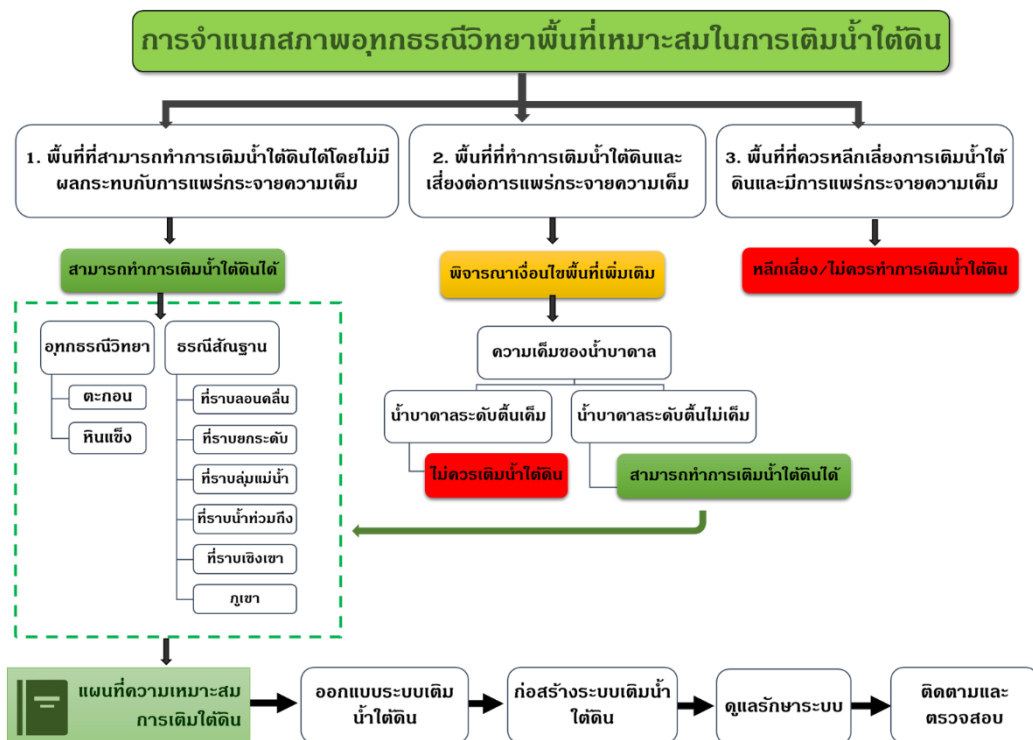 การจำแนกสภาพอุทกธรณีวิทยาพื้นที่เหมาะสมในการเติมน้ำใต้ดิน
1. พื้นที่ที่สามารถทำการเติมน้ำใต้ดินได้โดยไม่มี
ผลกระทบกับการแพร่กระจายความเค็ม
2. พื้นที่ที่ทำการเติมน้ำใต้ดินและ
เสี่ยงต่อการแพร่กระจายความเค็ม
3. พื้นที่ที่ควรหลีกเลี่ยงการเติมน้ำใต้
ดินและมีการแพร่กระจายความเค็ม
สามารถทำการเติมน้ำใต้ดินได้
พิจารณาเงื่อนไขพื้นที่เพิ่มเติม
หลีกเลี่ยง/ไม่ควรทำการเติมน้ำใต้ดิน
อุทกธรณีวิทยา
ตะกอน
หินแข็ง
ธรณีสัณฐาน
ที่ราบลอนคลื่น
ที่ราบยกระดับ
ที่ราบลุ่มแม่น้ำ
ที่ราบน้ำท่วมถึง
ที่ราบเชิงเขา
ภูเขา
ความเค็มของน้ำบาดาล
น้ำบาดาลระดับตื้นเค็ม
น้ำบาดาลระดับตื้นไม่เค็ม
ไม่ควรเติมน้ำใต้ดิน
สามารถทำการเติมน้ำใต้ดินได้
แผนที่ความเหมาะสม
การเติมใต้ดิน
ออกแบบระบบเติม
น้ำใต้ดิน
ก่อสร้างระบบเติมน้ำ
ใต้ดิน
ดูแลรักษาระบบ
ติดตามและ
ตรวจสอบ